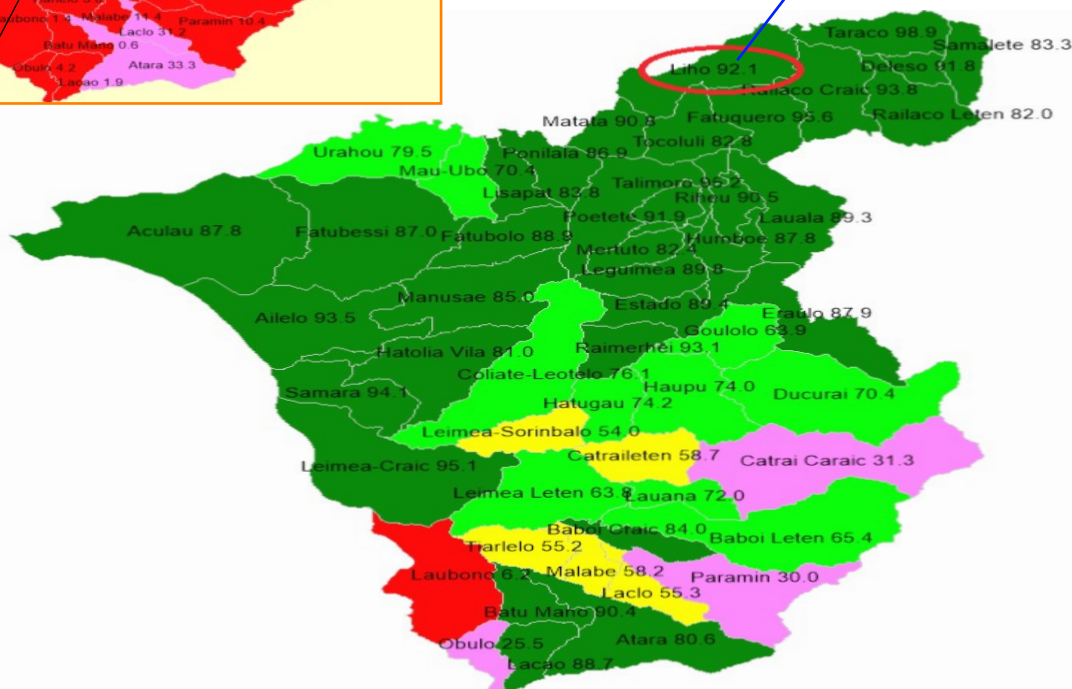 Laubono 1.4
Malabe 11.4
Paramin 10.4
Laclo 31.2
Batu Mano 0.6
Obulo 4.2
Atara 33.3
Lacao 1.9
Taraco 98.9
Samalete 83.3
Liho 92.1
Deleso 91.8
Railaco Craic 93.8
Matata 90.8
Fatuquero 95.6
Railaco Leten 82.0
Tocoluli 82.8
Urahou 79.5
Ponilala 86.9
Mau-Ubo 70.4
Talimoro 95.2
Lisapat 83.8
Riheu 90.5
Poetete 91.9
Lauala 89.3
Aculau 87.8
Fatubessi 87.0
Fatubolo 88.9
Humboe 87.8
Mertuto 82.4
Leguimea 89.8
Manusae 85.0
Estado 89.4
Ailelo 93.5
Eraulo 87.9
Goulolo 63.9
Hatolia Vila 81.0
Raimerhei 93.1
Coliate-Leotelo 76.1
Haupu 74.0
Samara 94.1
Ducurai 70.4
Hatugau 74.2
Leimea-Sorinbalo 54.0
Catraileten 58.7
Catrai Caraic 31.3
Leimea-Craic 95.1
Leimea Leten 63.8
Lauana 72.0
Baboi Craic 84.0
Baboi Leten 65.4
Tiarlelo 55.2
Laubono 6.2
Malabe 58.2
Paramin 30.0
Laclo 55.3
Batu Mano 90.4
Obulo 25.5
Atara 80.6
Lacao 88.7